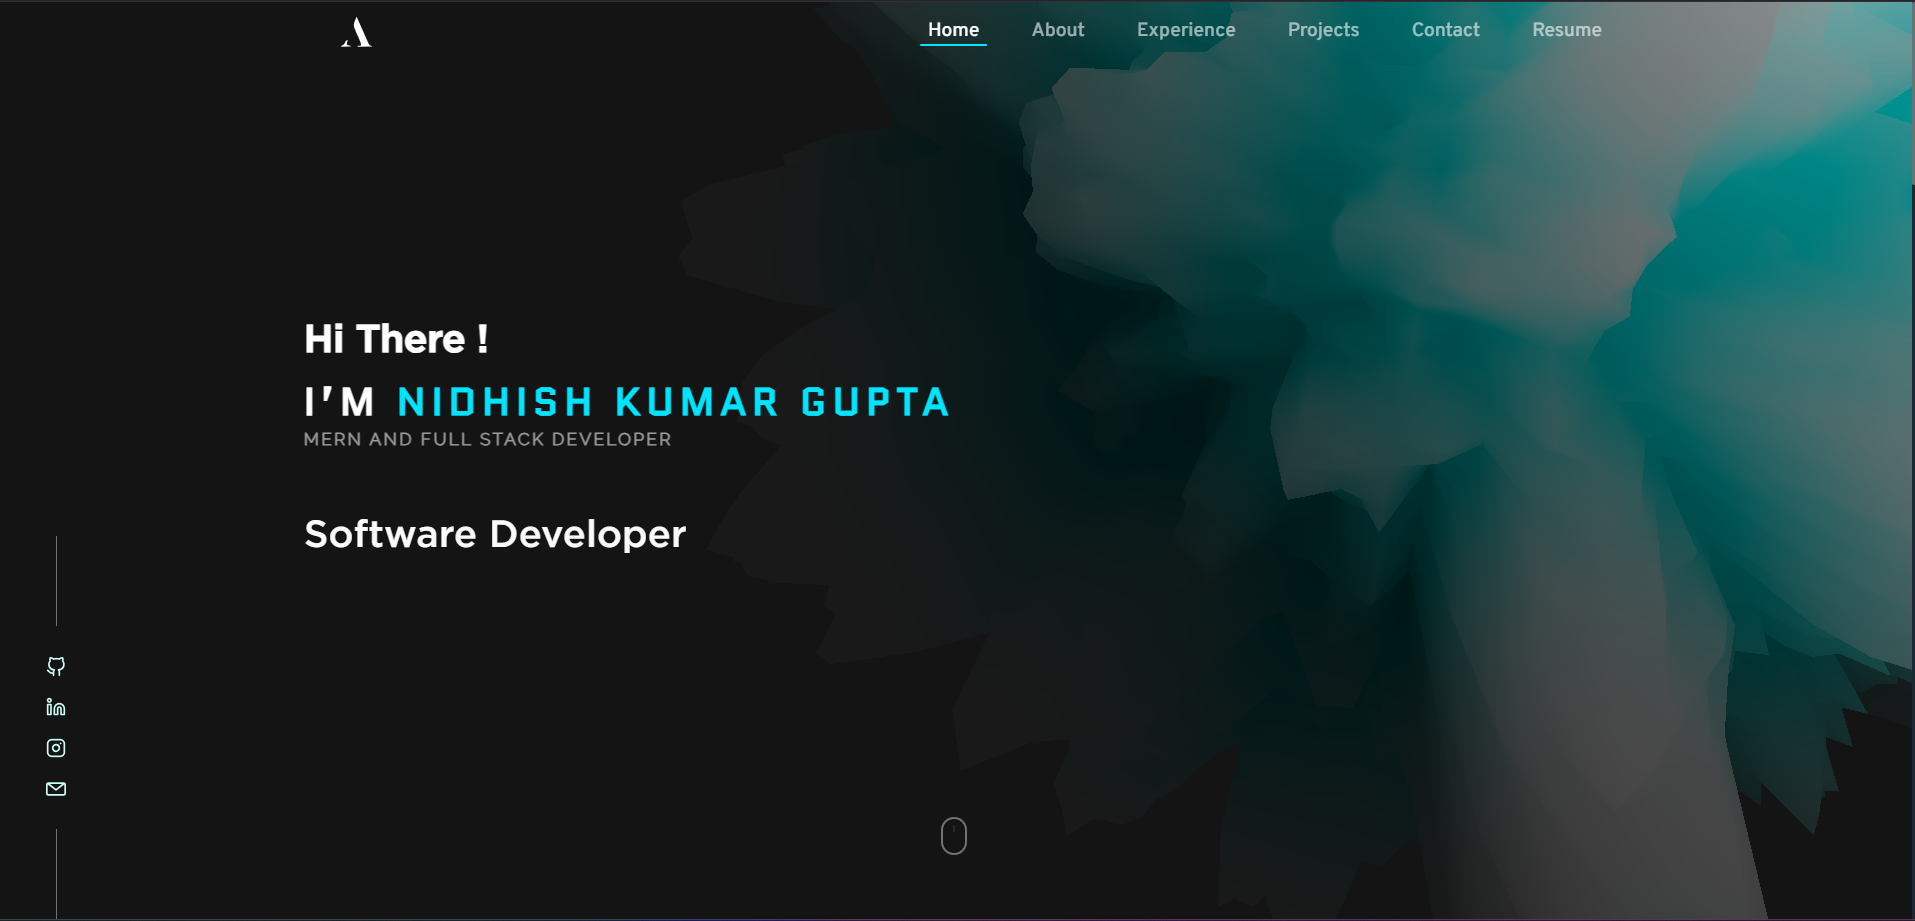 Home About Experience Projects Contact Resume
Hi There !
I'M NIDHISH KUMAR GUPTA
MERN AND FULL STACK DEVELOPER
Software Developer